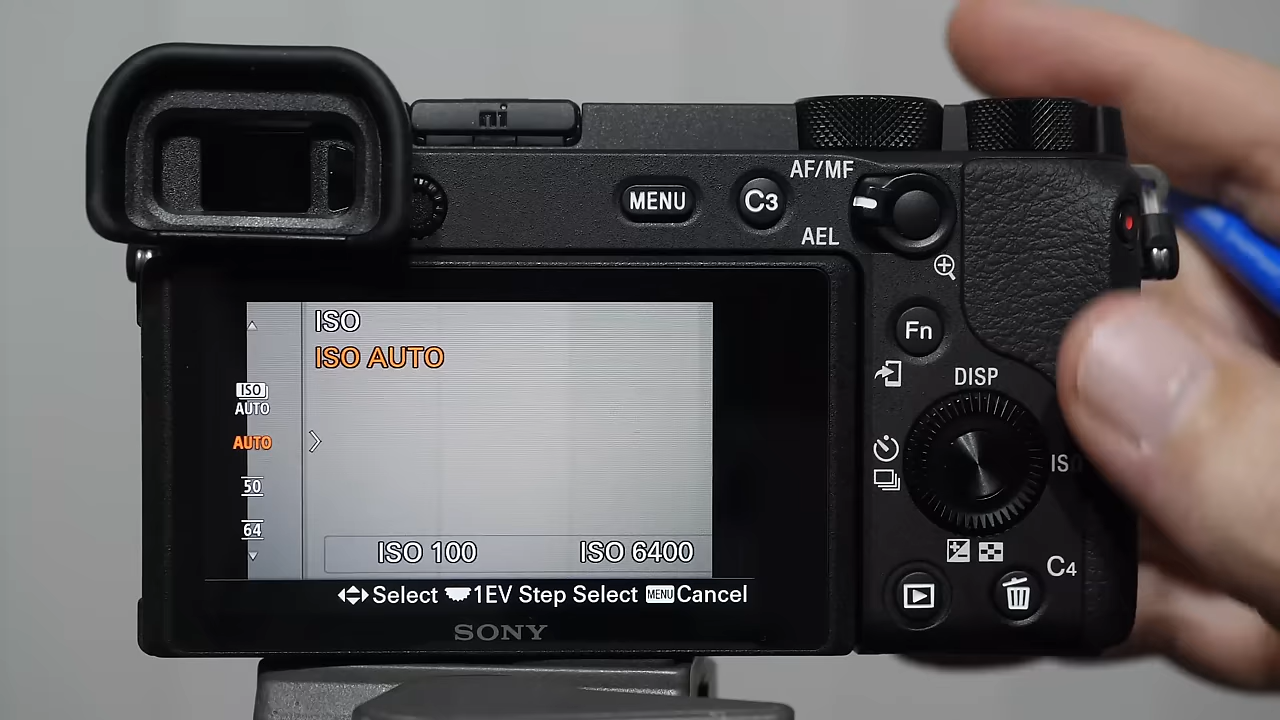 ni
MENU
C3
AF/MF
AEL
Fn
DISP
ISO
ISO AUTO
ISO
AUTO
AUTO
50
64
ISO 100 ISO 6400
Select 1EV Step Select MENU Cancel
C4
SONY